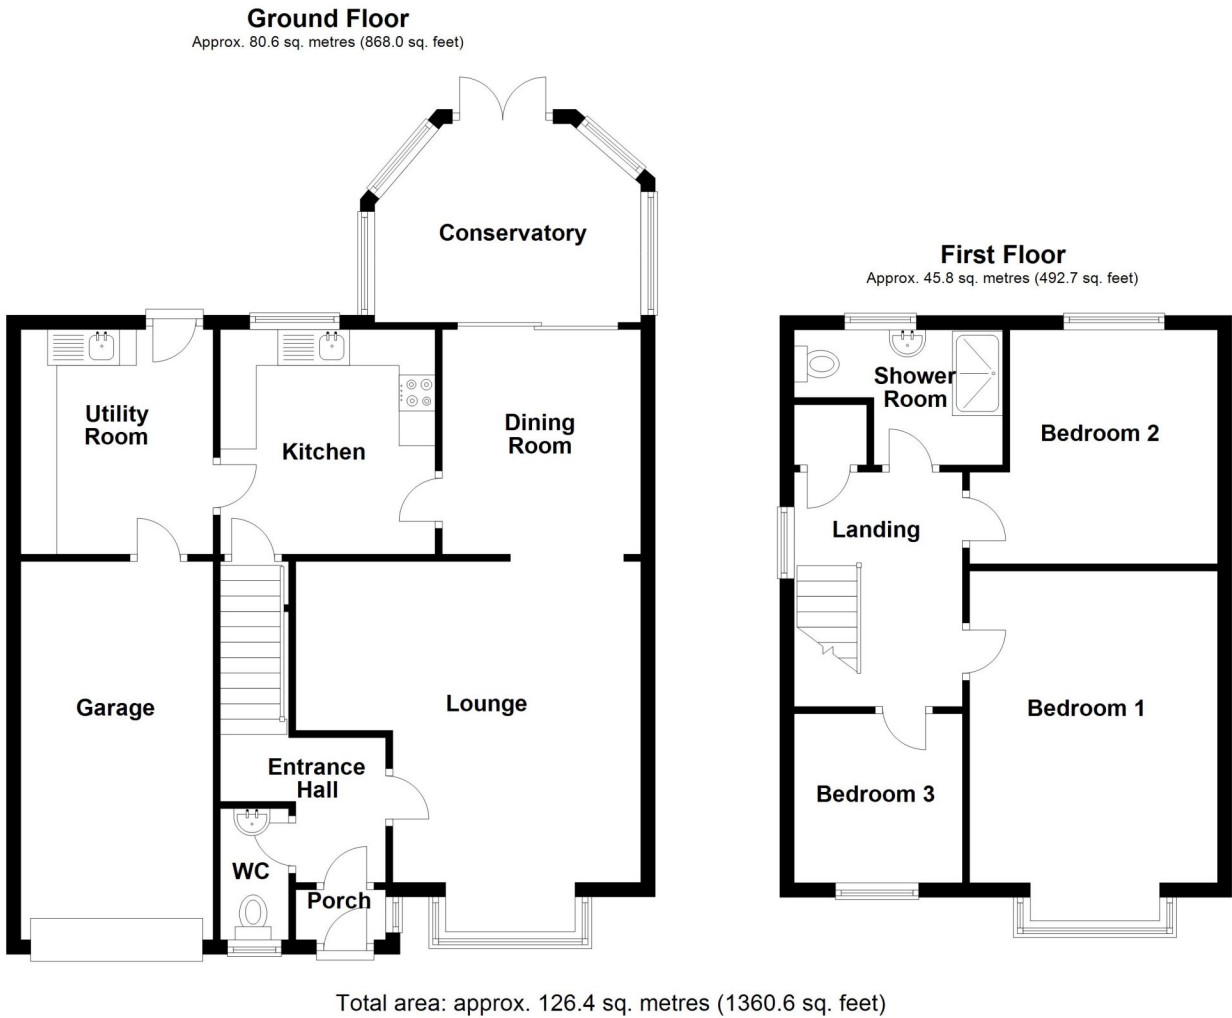 Ground Floor
Approx. 80.6 sq. metres (868.0 sq. feet)
Conservatory
First Floor
Approx. 45.8 sq. metres (492.7 sq. feet)
Utility
Room
Kitchen
Dining
Room
Shower
Room
Bedroom 2
Landing
Garage
Lounge
Bedroom 1
Entrance
Hall
Bedroom 3
WC
Porch
Total area: approx. 126.4 sq. metres (1360.6 sq. feet)